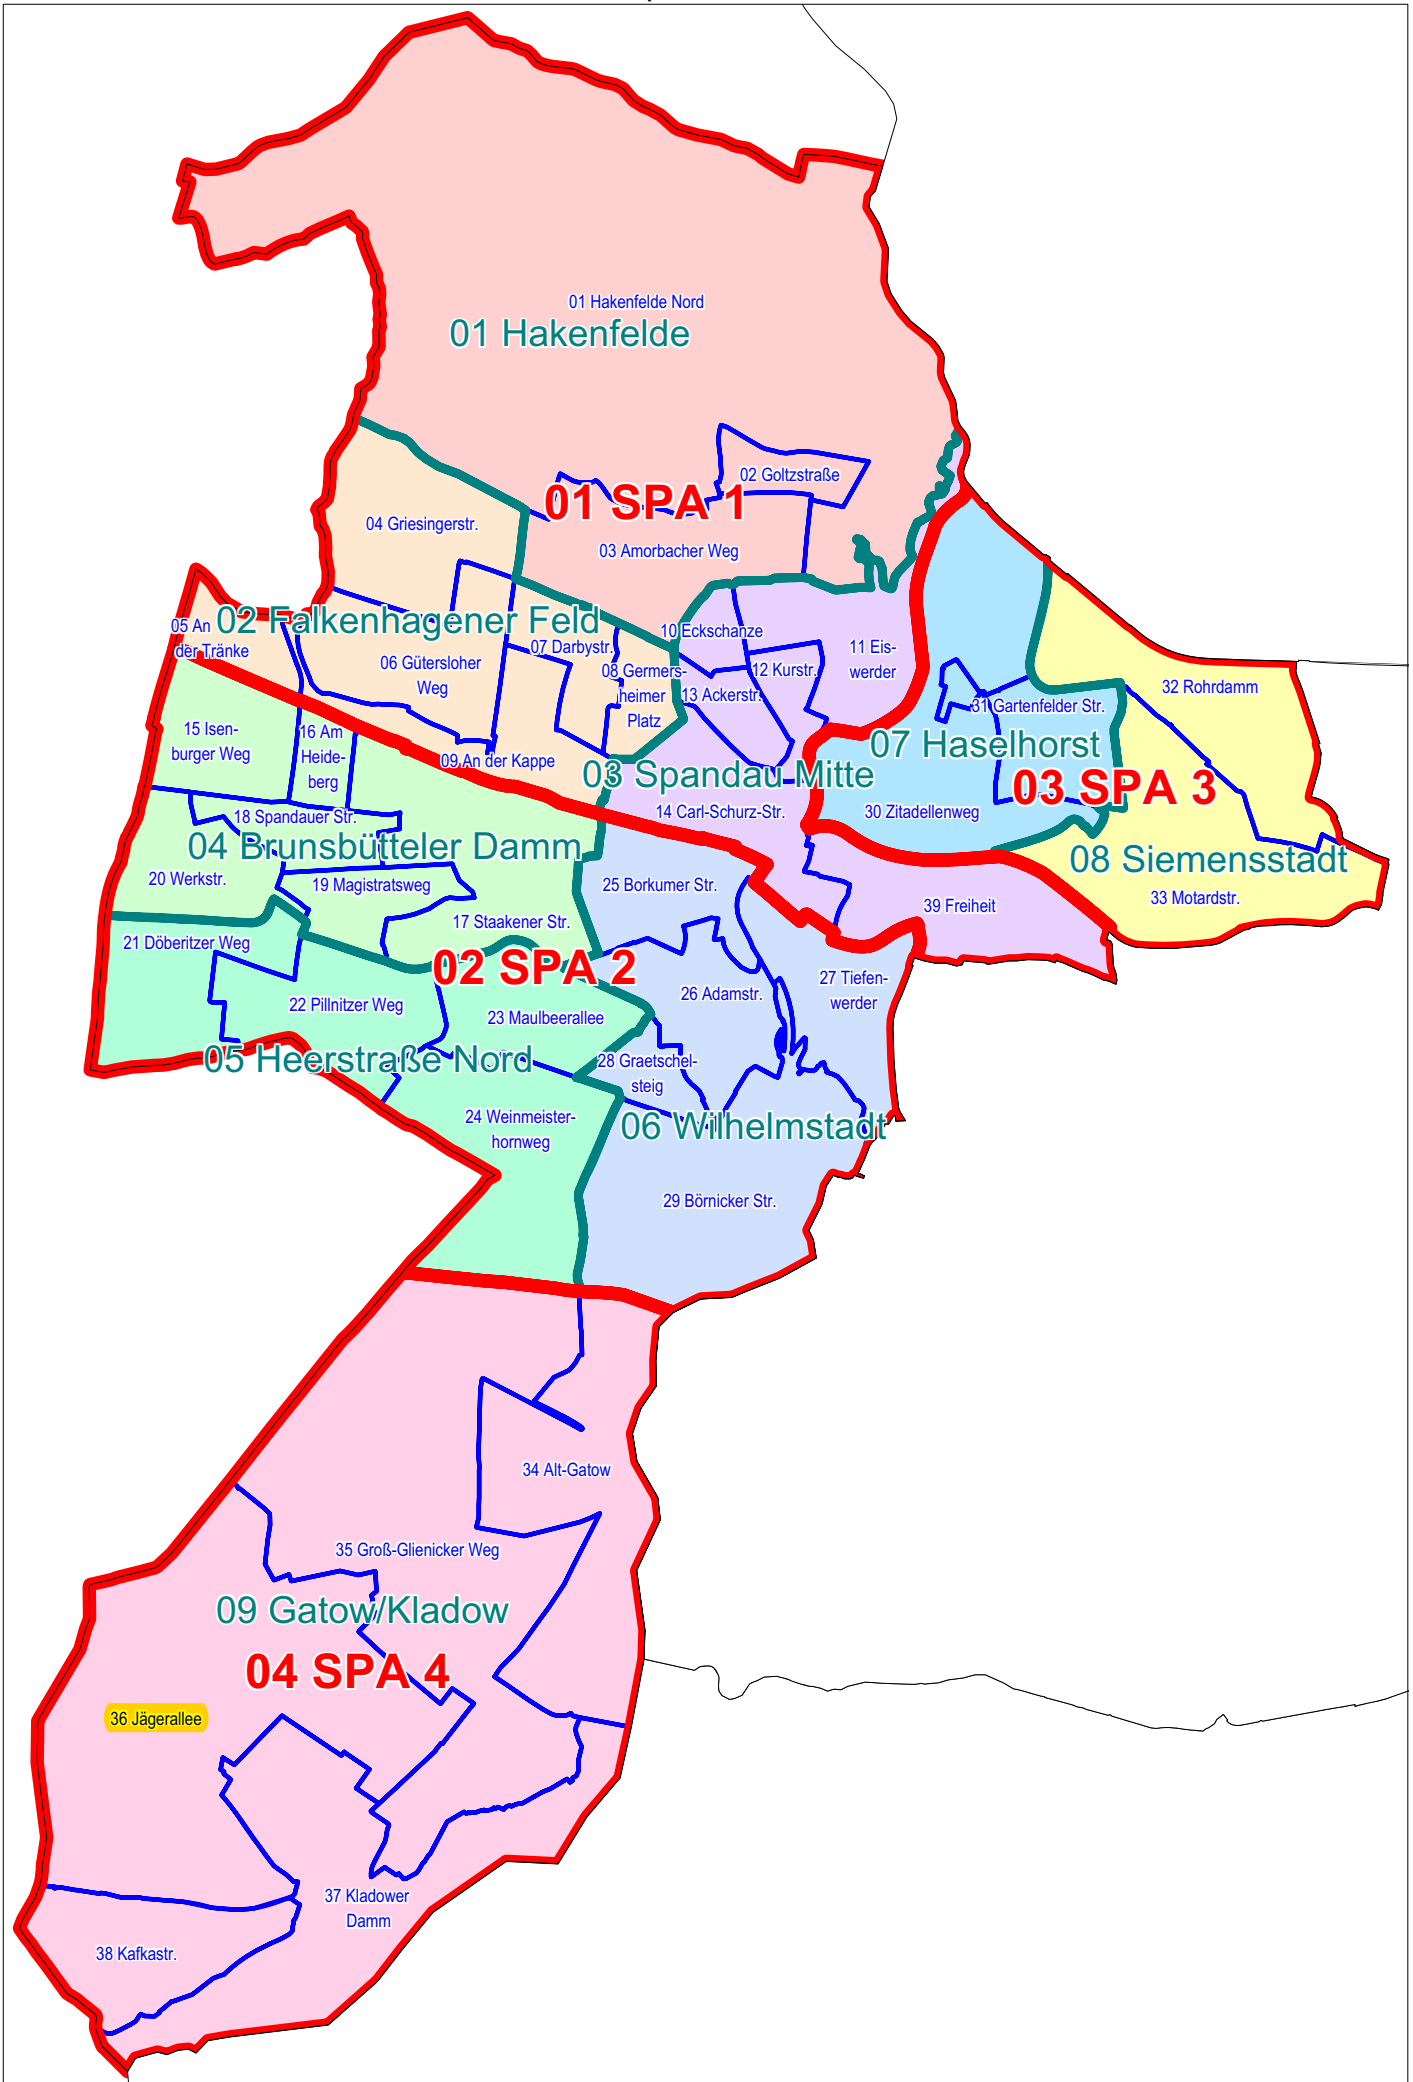 01 Hakenfelde Nord
01 Hakenfelde
02 Goltzstraße
01 SPA 1
04 Griesingerstr.
03 Amorbacher Weg
02 Falkenhagener Feld
05 An
der Tränke
10 Eckschanze
07 Darbystr.
11 Eis-
werder
06 Gütersloher
Weg
08 Germers-
heimer
Platz
12 Kurstr.
13 Ackerstr.
32 Rohrdamm
31 Gartenfelder Str.
15 Isen-
burger Weg
16 Am
Heide-
berg
07 Haselhorst
09 An der Kappe
03 Spandau Mitte
03 SPA 3
18 Spandauer Str.
14 Carl-Schurz-Str.
30 Zitadellenweg
04 Brunsbütteler Damm
08 Siemensstadt
20 Werkstr.
19 Magistratsweg
25 Borkumer Str.
33 Motardstr.
39 Freiheit
17 Staakener Str.
21 Döberitzer Weg
02 SPA 2
27 Tiefen-
werder
26 Adamstr.
22 Pillnitzer Weg
23 Maulbeerallee
05 Heerstraße Nord
28 Graetschel-
steig
24 Weinmeister-
hornweg
06 Wilhelmstadt
29 Börnicker Str.
34 Alt-Gatow
35 Groß-Glienicker Weg
09 Gatow/Kladow
04 SPA 4
36 Jägerallee
37 Kladower
Damm
38 Kafkastr.